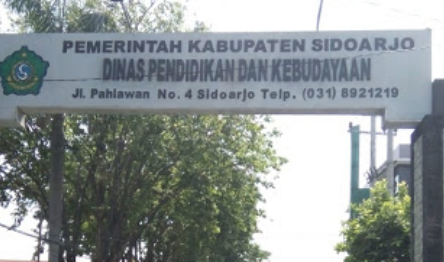 PEMERINTAH KABUPATEN SIDOARJO
DINAS PENDIDIKAN DAN KEBUDAYAAN
Jl. Pahlawan No. 4 Sidoarjo Telp. (031) 8921219